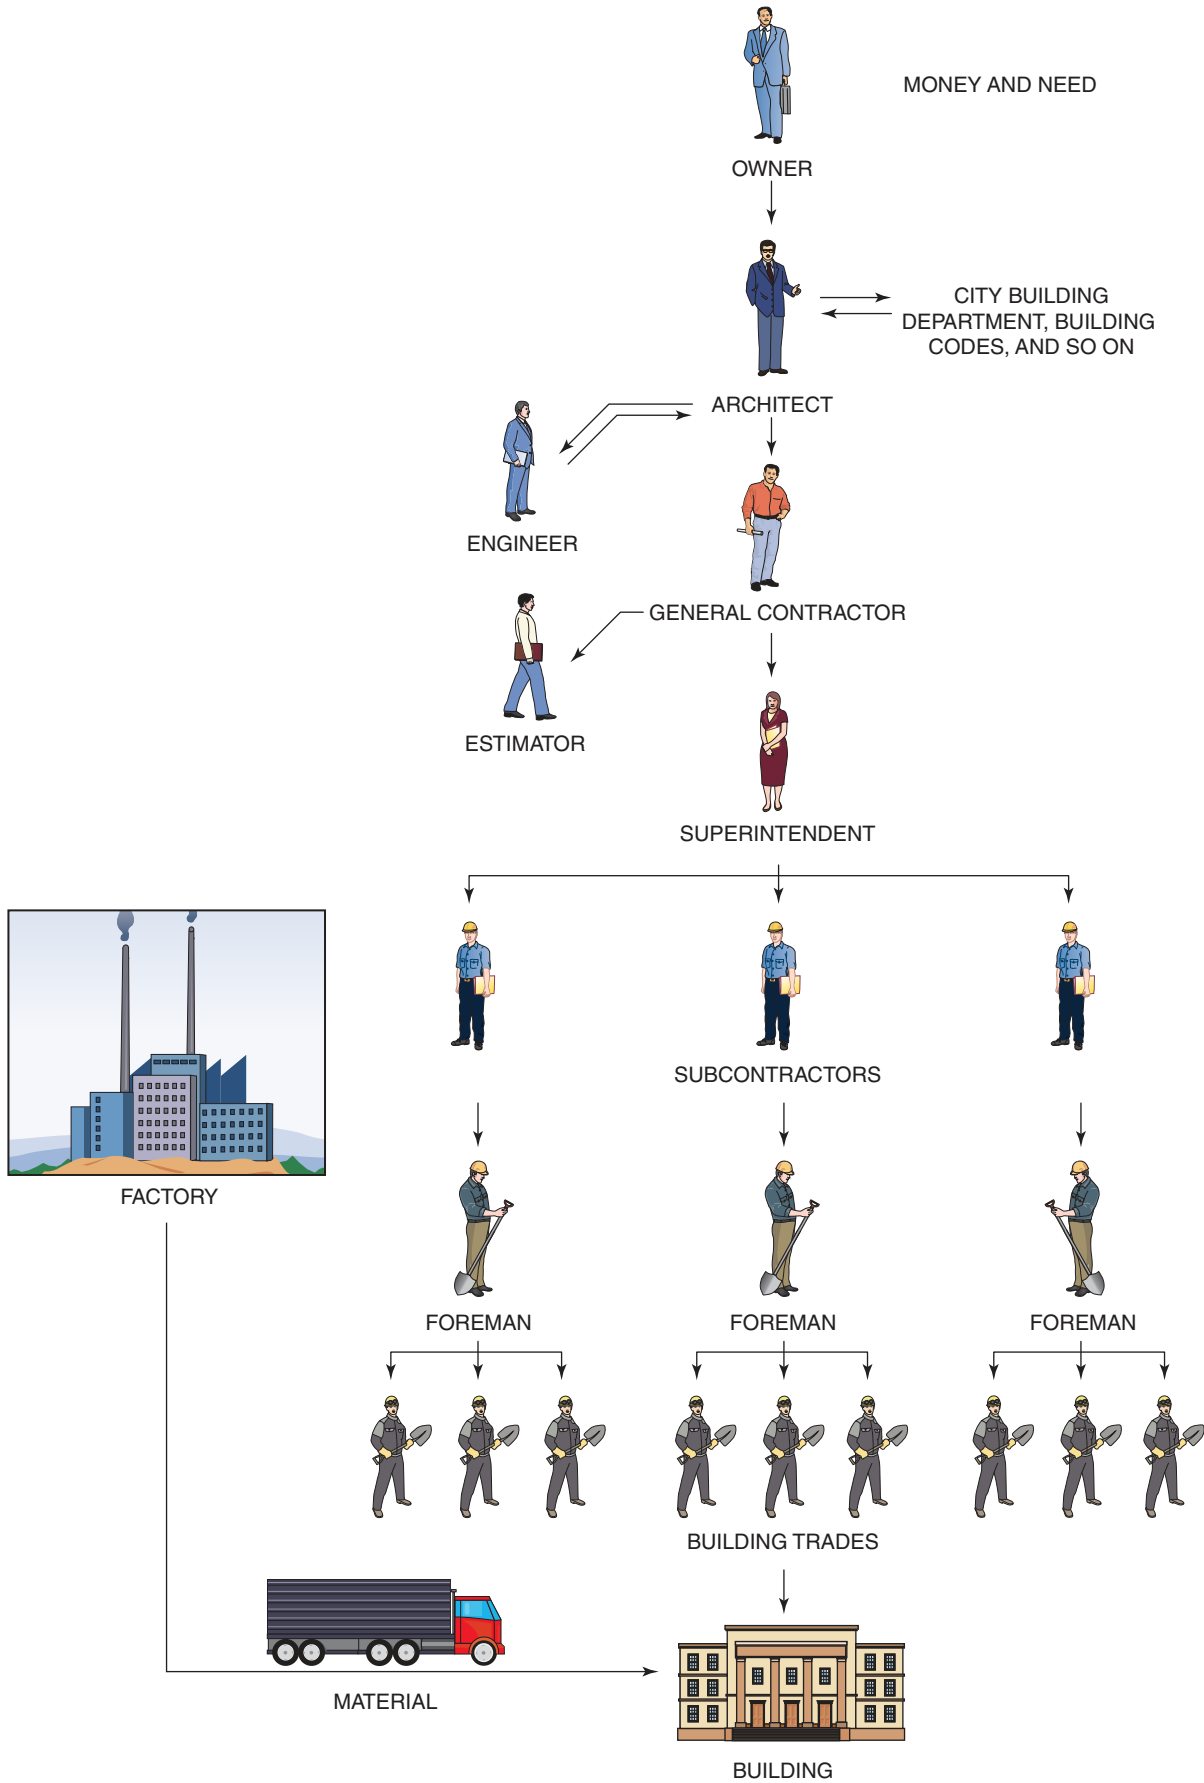 MONEY AND NEED
OWNER
CITY BUILDING
DEPARTMENT, BUILDING
CODES, AND SO ON
ARCHITECT
ENGINEER
GENERAL CONTRACTOR
ESTIMATOR
SUPERINTENDENT
SUBCONTRACTORS
FACTORY
FOREMAN
FOREMAN
FOREMAN
BUILDING TRADES
MATERIAL
BUILDING